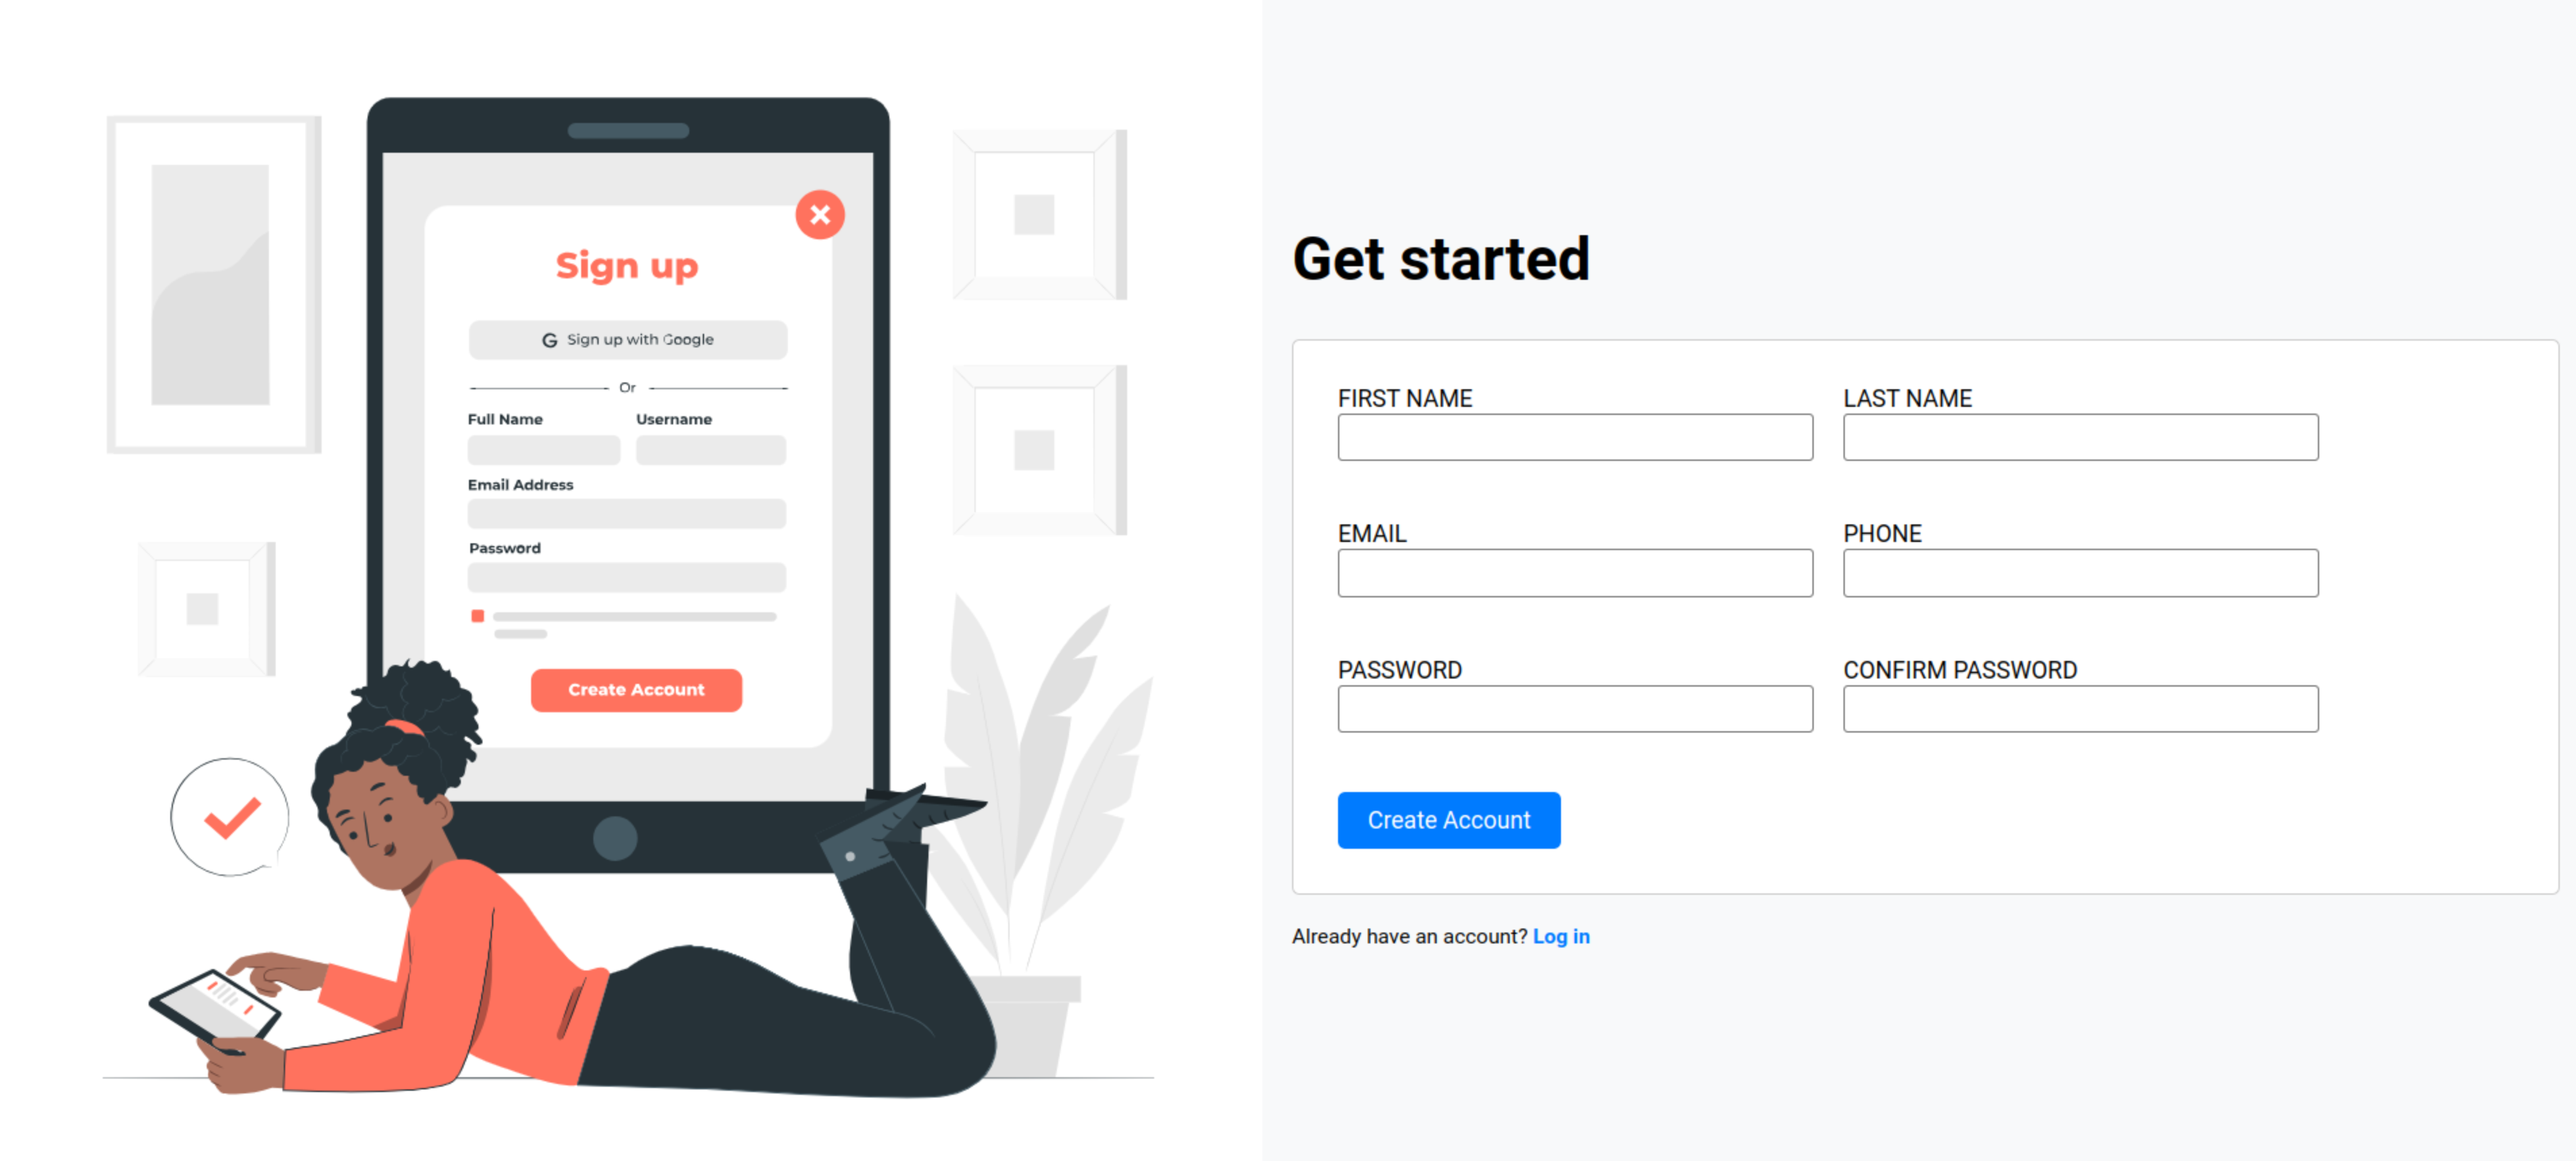 Sign up
G Sign up with Google
Or
Full Name Username
Email Address
Password
Create Account
Get started
FIRST NAME LAST NAME
EMAIL PHONE
PASSWORD CONFIRM PASSWORD
Create Account
Already have an account? Log in